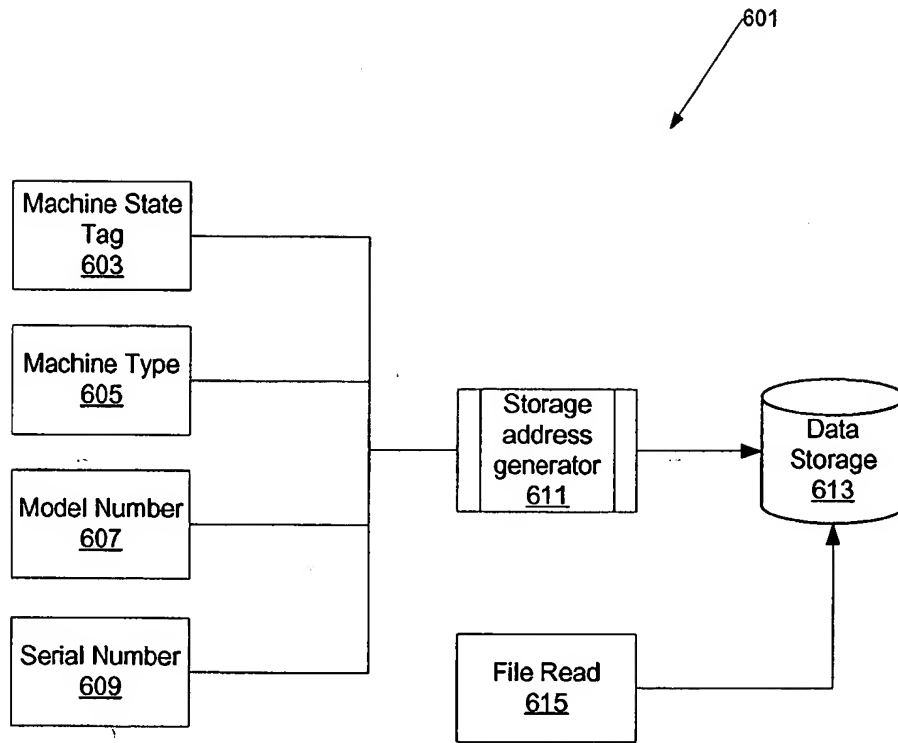 601
Machine State
Tag
603
Machine Type
605
Model Number
607
Serial Number
609
Storage
address
generator
611
Data
Storage
613
File Read
615